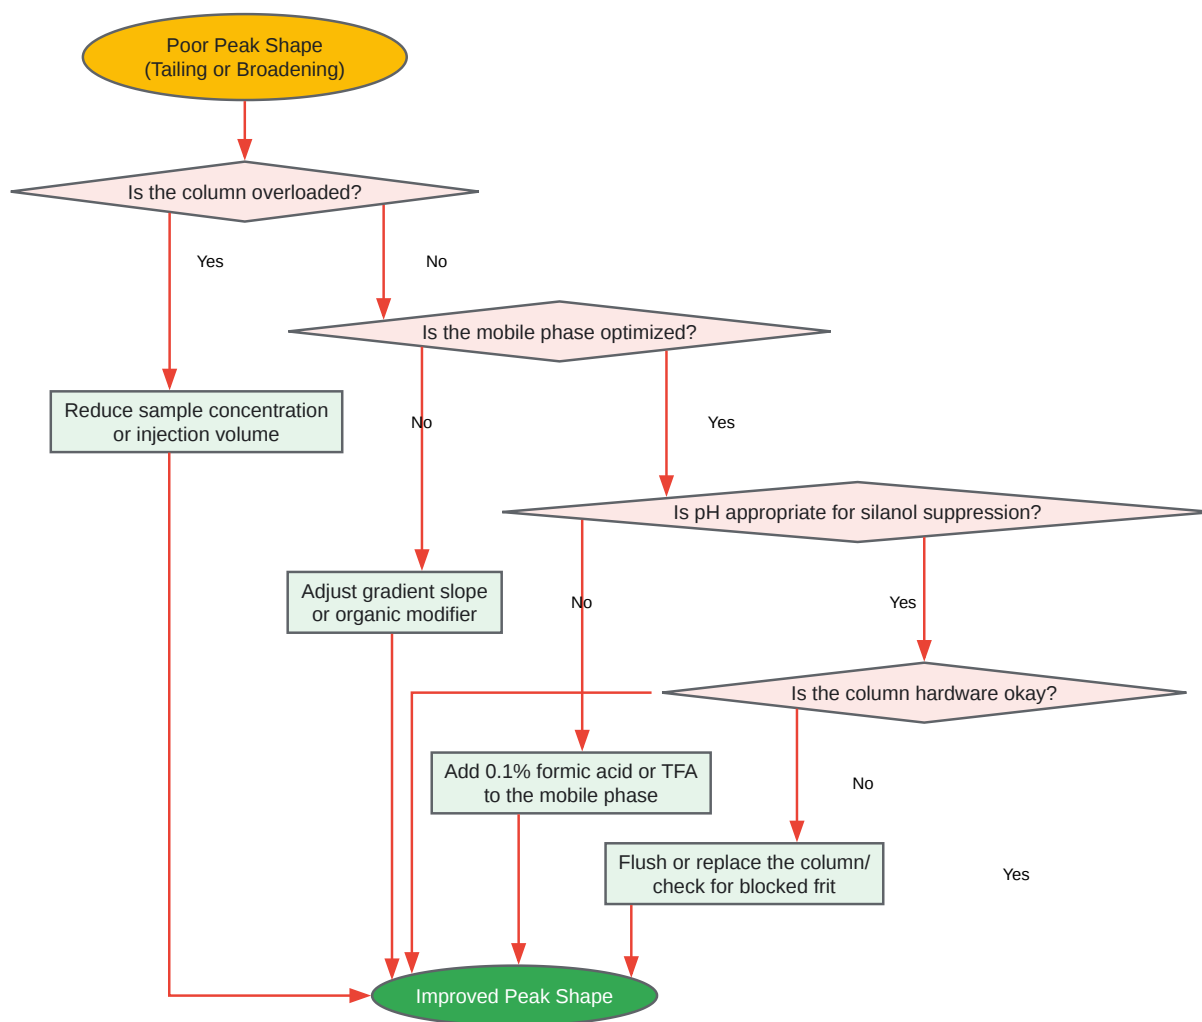 Poor Peak Shape
(Tailing or Broadening)
Is the column overloaded?
Yes
No
Is the mobile phase optimized?
Reduce sample concentration
or injection volume
No
Yes
Is pH appropriate for silanol suppression?
Adjust gradient slope
or organic modifier
No
Yes
Is the column hardware okay?
Add 0.1% formic acid or TFA
to the mobile phase
No
Flush or replace the column/
check for blocked frit
Yes
Improved Peak Shape